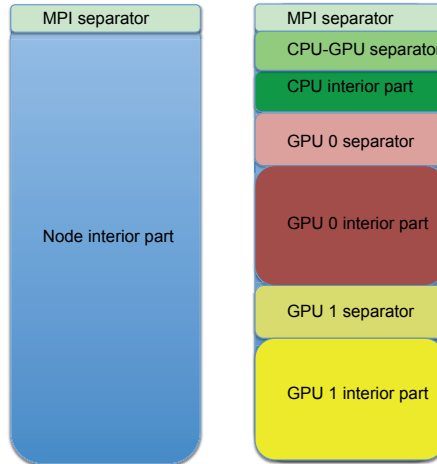 MPI separator
Node interior part
MPI separator
CPU-GPU separator
CPU interior part
GPU 0 separator
GPU 0 interior part
GPU 1 separator
GPU 1 interior part